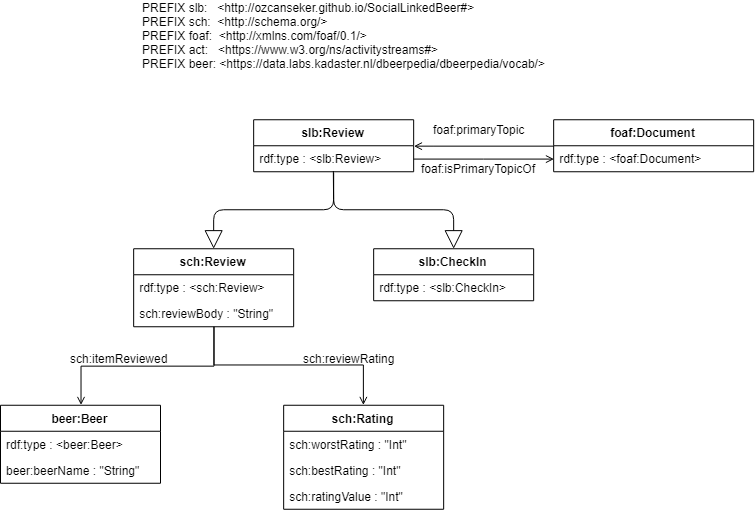 PREFIX slb: <http://ozcanseker.github.io/SocialLinkedBeer#>
PREFIX sch: <http://schema.org/>
PREFIX foaf: <http://xmlns.com/foaf/0.1/>
PREFIX act: <https://www.w3.org/ns/activitystreams#>
PREFIX beer: <https://data.labs.kadaster.nl/dbeerpedia/dbeerpedia/vocab/>
slb:Review
rdf:type : <slb:Review>
foaf:primaryTopic
foaf:isPrimaryTopicOf
foaf:Document
rdf:type : <foaf:Document>
sch:Review
rdf:type : <sch:Review>
sch:reviewBody : "String"
slb:CheckIn
rdf:type : <slb:CheckIn>
sch:itemReviewed
sch:reviewRating
beer:Beer
rdf:type : <beer:Beer>
beer:beerName : "String"
sch:Rating
sch:worstRating : "Int"
sch:bestRating : "Int"
sch:ratingValue : "Int"